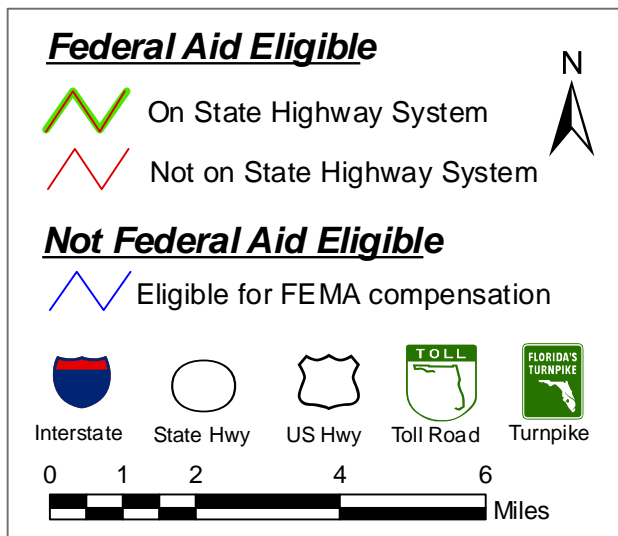 Federal Aid Eligible
N
On State Highway System
Not on State Highway System
Not Federal Aid Eligible
Eligible for FEMA compensation
TOLL
FLORIDA'S
TURNPIKE
Interstate State Hwy US Hwy Toll Road Turnpike
0 1 2 4 6
Miles